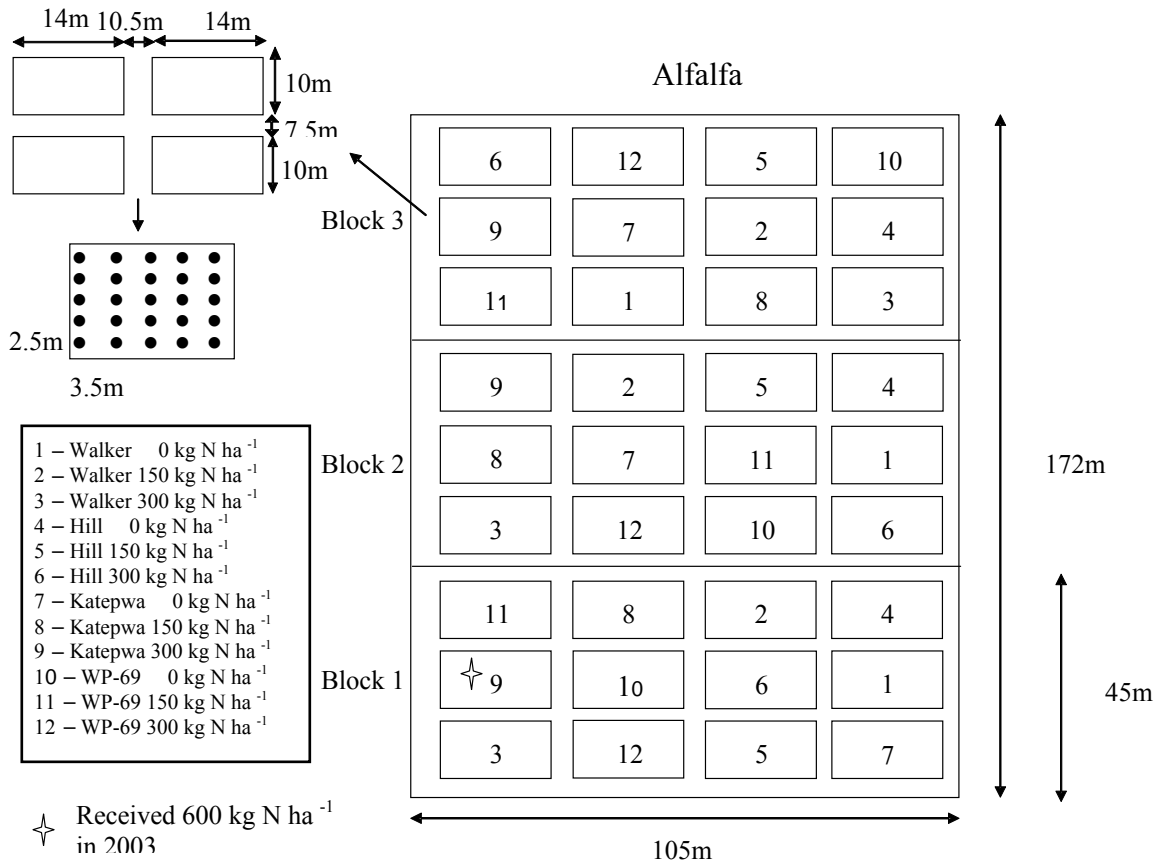 14m 10.5m 14m
10m
7.5m
10m
2.5m
3.5m
1 – Walker 0 kg N ha -1
2 – Walker 150 kg N ha -1
3 – Walker 300 kg N ha -1
4 – Hill 0 kg N ha -1
5 – Hill 150 kg N ha -1
6 – Hill 300 kg N ha -1
7 – Katepwa 0 kg N ha -1
8 – Katepwa 150 kg N ha -1
9 – Katepwa 300 kg N ha -1
10 – WP-69 0 kg N ha -1
11 – WP-69 150 kg N ha -1
12 – WP-69 300 kg N ha -1
Received 600 kg N ha -1
in 2003
Alfalfa
6 12 5 10
Block 3
9 7 2 4
11 1 8 3
9 2 5 4
Block 2
8 7 11 1
3 12 10 6
11 8 2 4
Block 1
9 10 6 1
3 12 5 7
172m
45m
105m